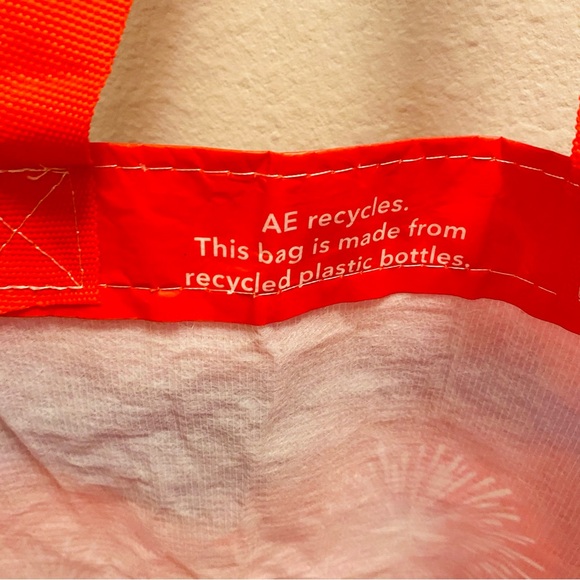 AE recycles.
This bag is made from
recycled plastic bottles.